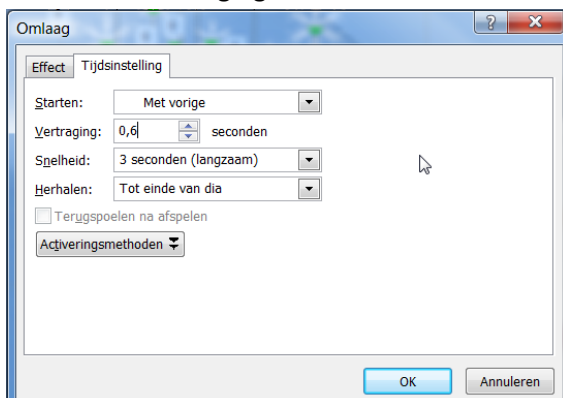 Omlaag
Effect Tijdsinstelling
Starten: Met vorige
Vertraging: 0,6 seconden
Snelheid: 3 seconden (langzaam)
Herhalen: Tot einde van dia
Terugspoelen na afspelen
Activeringsmethoden
OK Annuleren